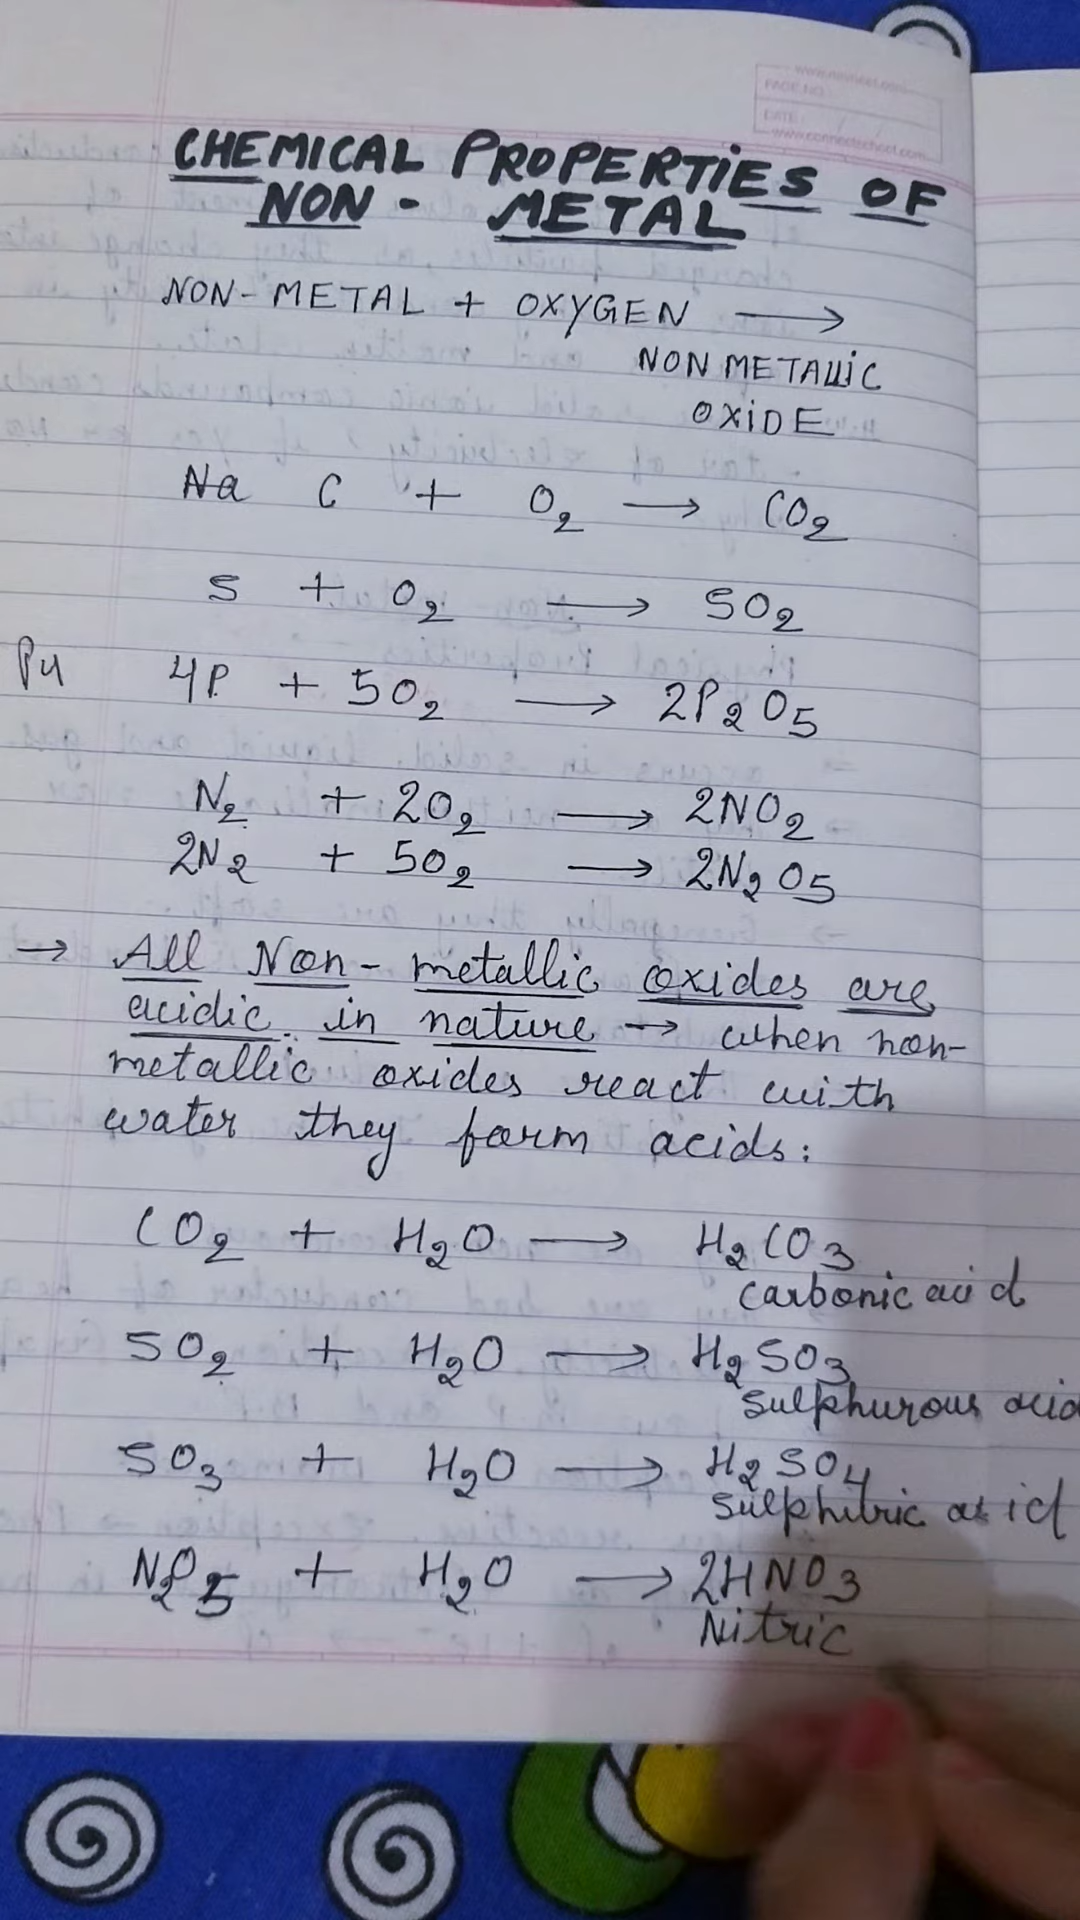 PAGE NO.
DATE
CHEMICAL PROPERTIES OF
NON - METAL
NON-METAL + OXYGEN →
NON METALLIC
OXIDE
Na C + O₂ → CO₂
S + O₂ → SO₂
P4 4P + 5O₂ → 2P₂O5
N₂ + 2O₂ → 2NO₂
2N₂ + 5O₂ → 2N₂O5
→ All Non-metallic oxides are
acidic in nature → when non-
metallic oxides react with
water they form acids:
CO₂ + H₂O → H₂CO₃
carbonic acid
SO₂ + H₂O → H₂SO₃
Sulphurous acid
SO₃ + H₂O → H₂SO₄
N₂O5 + H₂O → 2HNO₃
Nitric